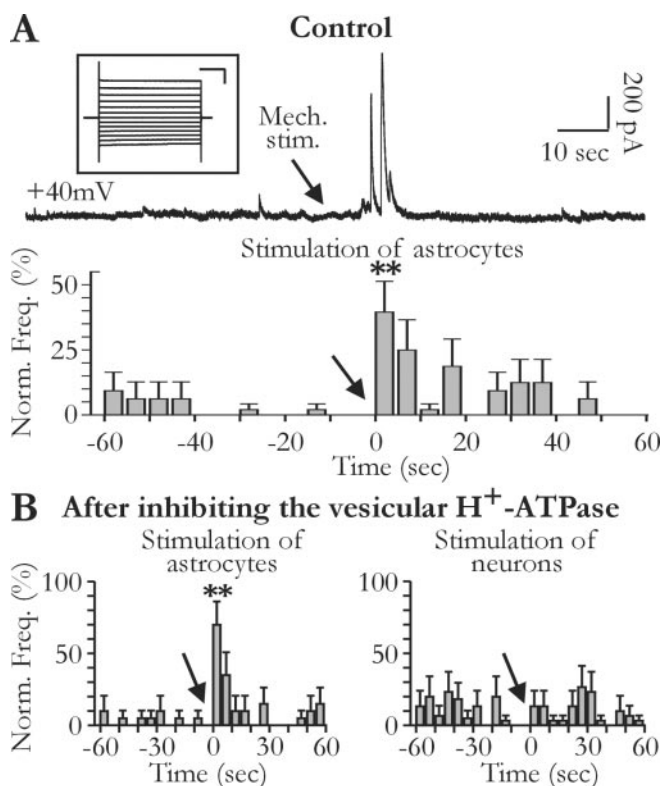 A
Control
200 pA
Mech.
stim.
10 sec
+40mV
Stimulation of astrocytes
**
Norm. Freq. (%)
50
25
0
-60 -40 -20 0 20 40 60
Time (sec)
B After inhibiting the vesicular H⁺-ATPase
Stimulation of
astrocytes
**
Norm. Freq. (%)
100
50
0
-60 -30 0 30 60
Time (sec)
Stimulation of
neurons
100
50
0
-60 -30 0 30 60
Time (sec)